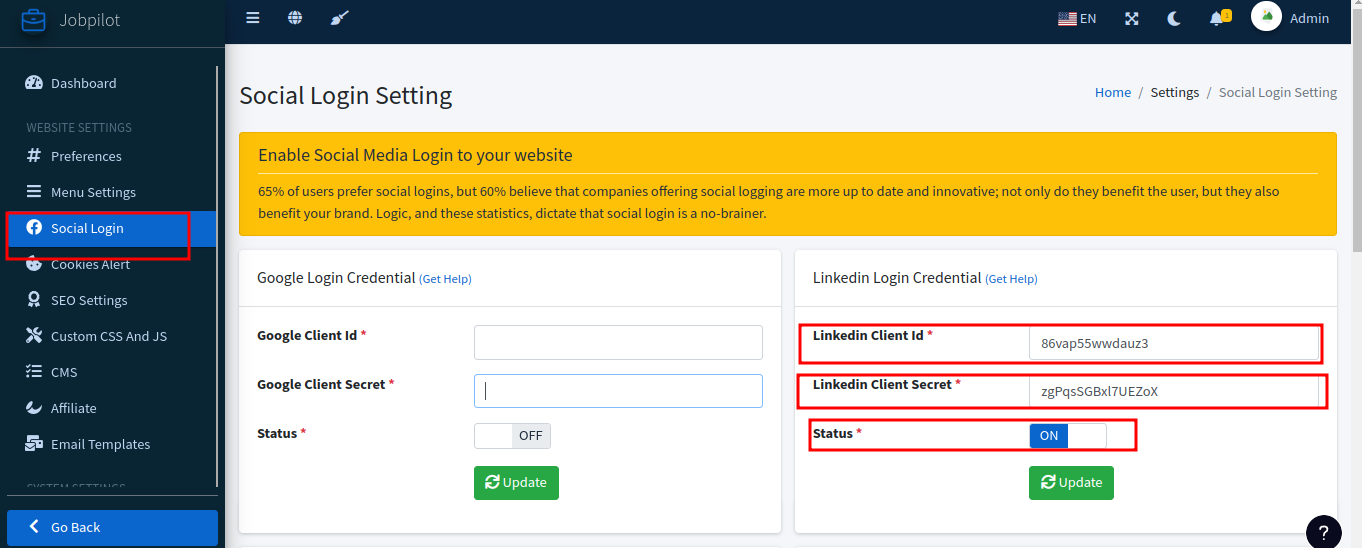 Jobpilot
EN
1
Admin
Dashboard
WEBSITE SETTINGS
Preferences
Menu Settings
Social Login
Cookies Alert
SEO Settings
Custom CSS And JS
CMS
Affiliate
Email Templates
SYSTEM SETTINGS
Go Back
Social Login Setting
Home / Settings / Social Login Setting
Enable Social Media Login to your website
65% of users prefer social logins, but 60% believe that companies offering social logging are more up to date and innovative; not only do they benefit the user, but they also
benefit your brand. Logic, and these statistics, dictate that social login is a no-brainer.
Google Login Credential (Get Help)
Google Client Id *
Google Client Secret *
Status * OFF
Update
Linkedin Login Credential (Get Help)
Linkedin Client Id * 86vap55wwdauz3
Linkedin Client Secret * zgPqsSGBxl7UEZoX
Status * ON
Update
?